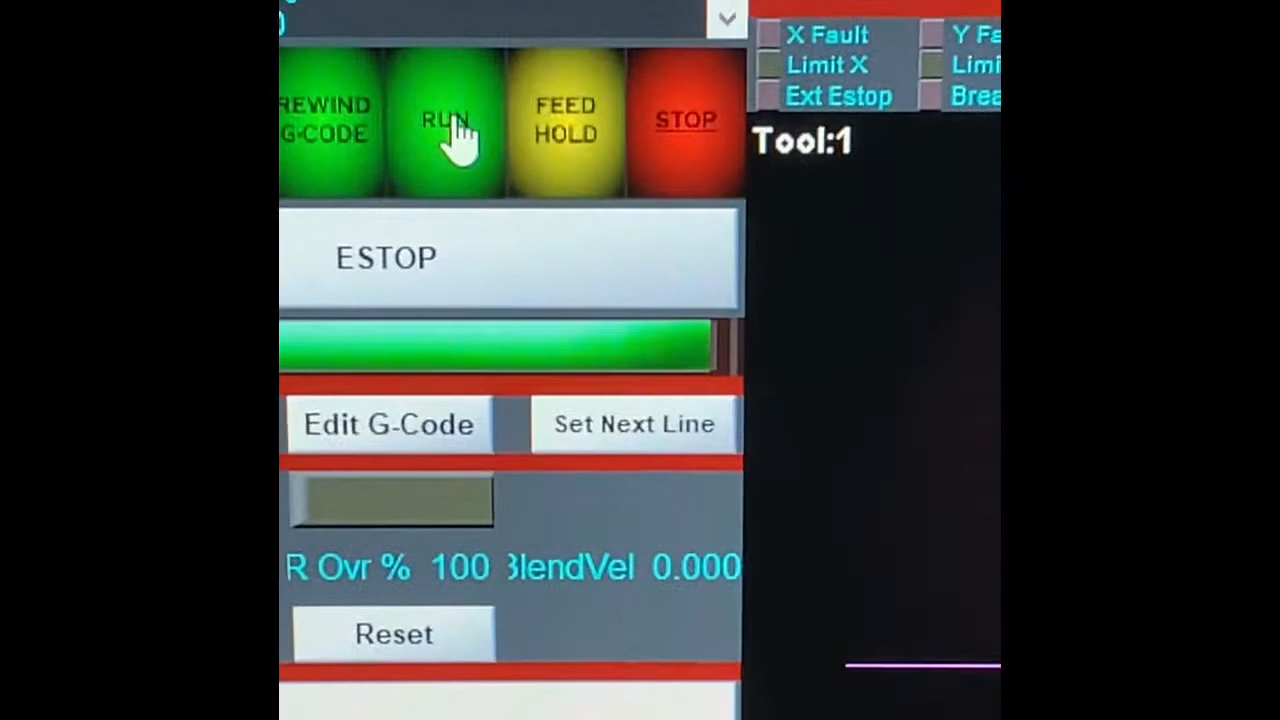 REWIND
G-CODE
RUN
FEED
HOLD
STOP
ESTOP
Edit G-Code
Set Next Line
R Ovr % 100
BlendVel 0.000
Reset
X Fault
Limit X
Ext Estop
Tool:1